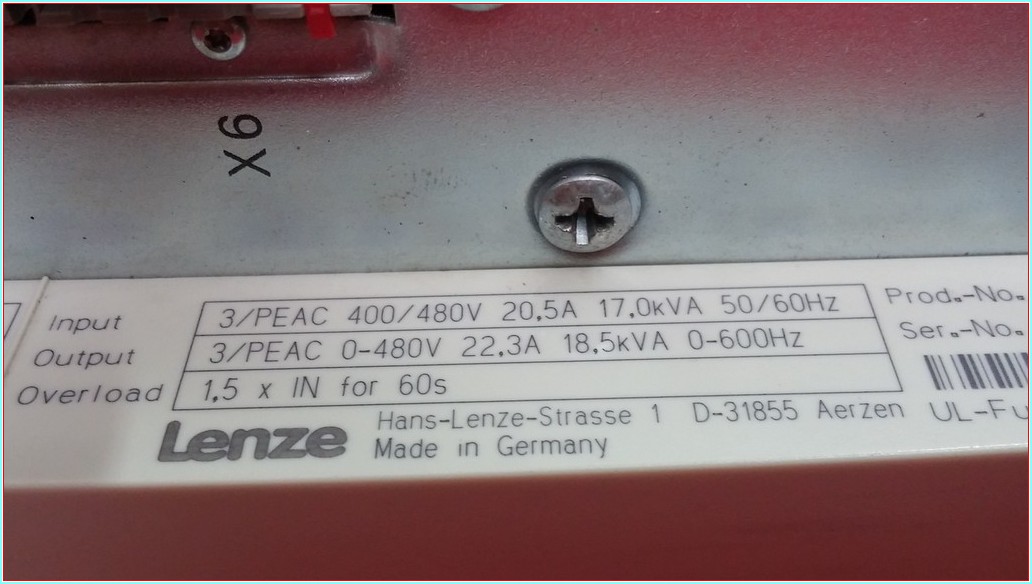 X6
Input 3/PEAC 400/480V 20,5A 17,0kVA 50/60Hz
Output 3/PEAC 0-480V 22,3A 18,5kVA 0-600Hz
Overload 1,5 x IN for 60s
Lenze
Hans-Lenze-Strasse 1 D-31855 Aerzen
Made in Germany
Prod.-No.
Ser.-No.